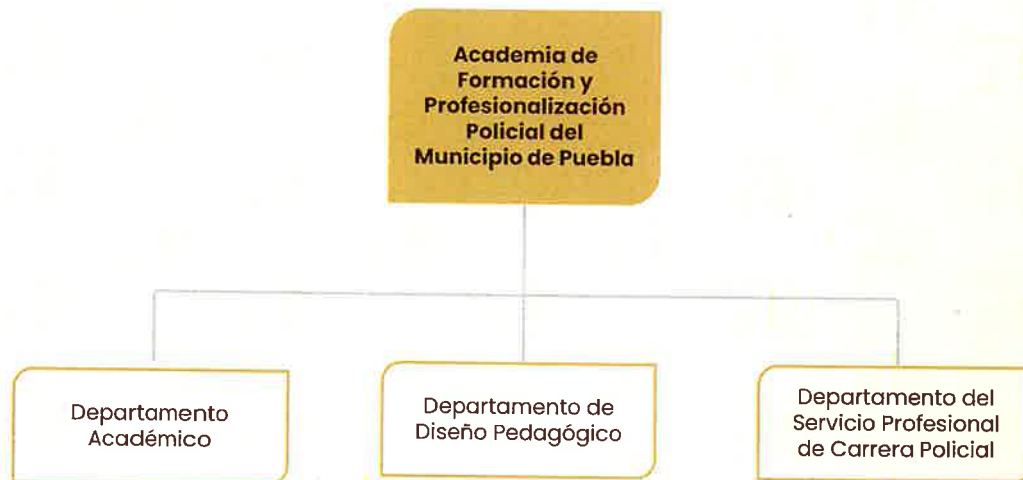 Academia de
Formación y
Profesionalización
Policial del
Municipio de Puebla
Departamento
Académico
Departamento de
Diseño Pedagógico
Departamento del
Servicio Profesional
de Carrera Policial